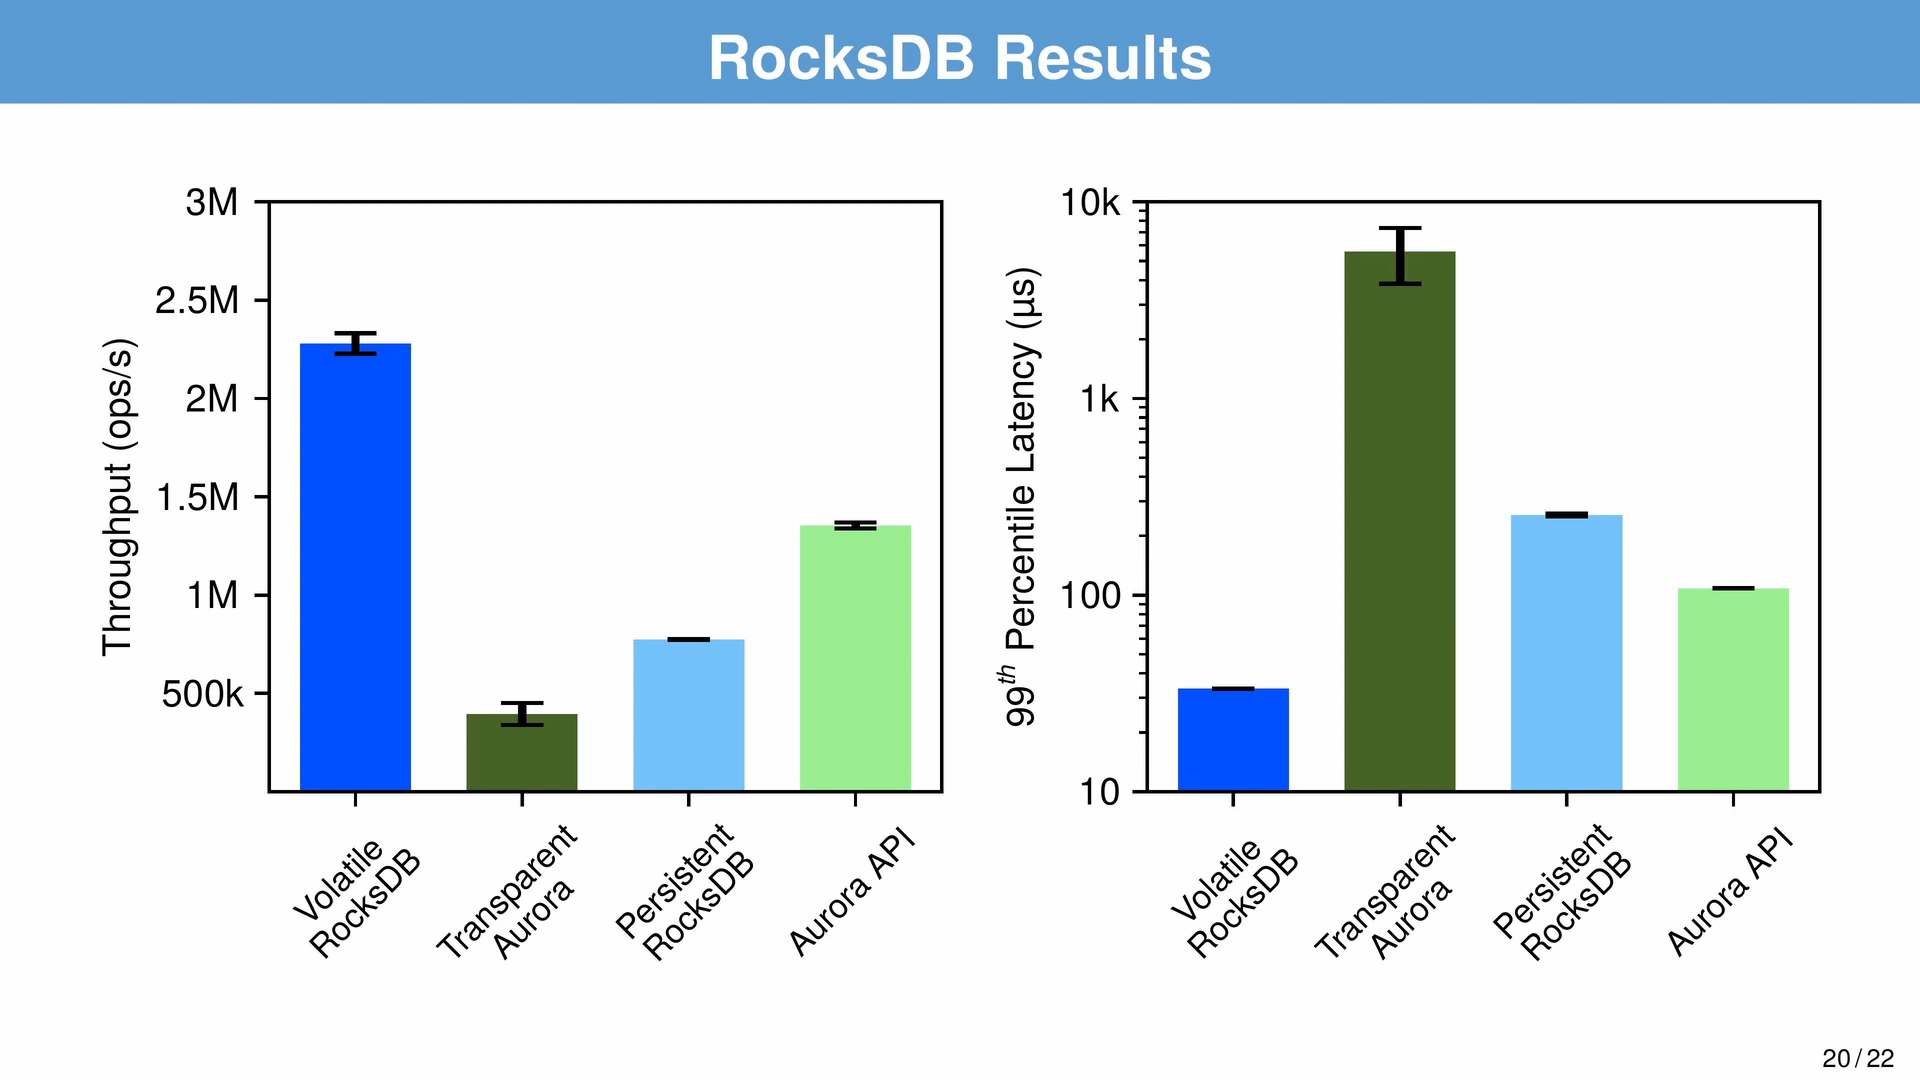 RocksDB Results
Throughput (ops/s)
3M
2.5M
2M
1.5M
1M
500k
Volatile
RocksDB
Transparent
Aurora
Persistent
RocksDB
Aurora API
99th Percentile Latency (µs)
10k
1k
100
10
Volatile
RocksDB
Transparent
Aurora
Persistent
RocksDB
Aurora API
20 / 22